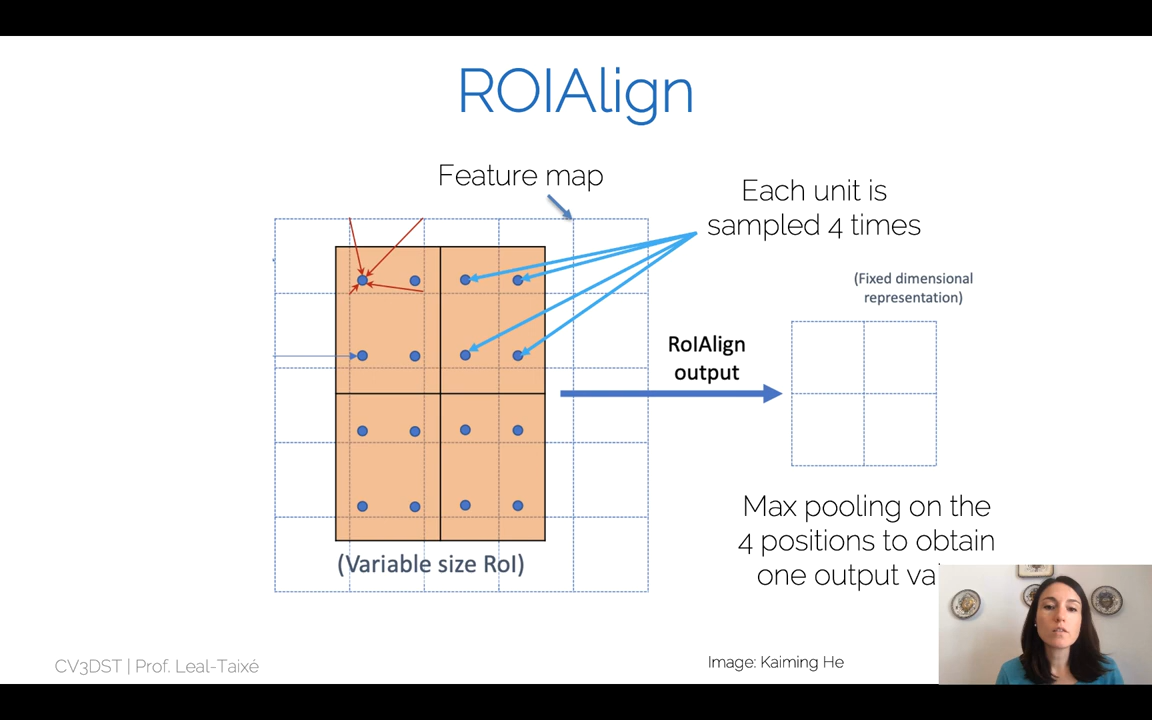 ROIAlign
Feature map
Each unit is
sampled 4 times
(Fixed dimensional
representation)
RoIAlign
output
(Variable size RoI)
Max pooling on the
4 positions to obtain
one output
CV3DST | Prof. Leal-Taixé
Image: Kaiming He